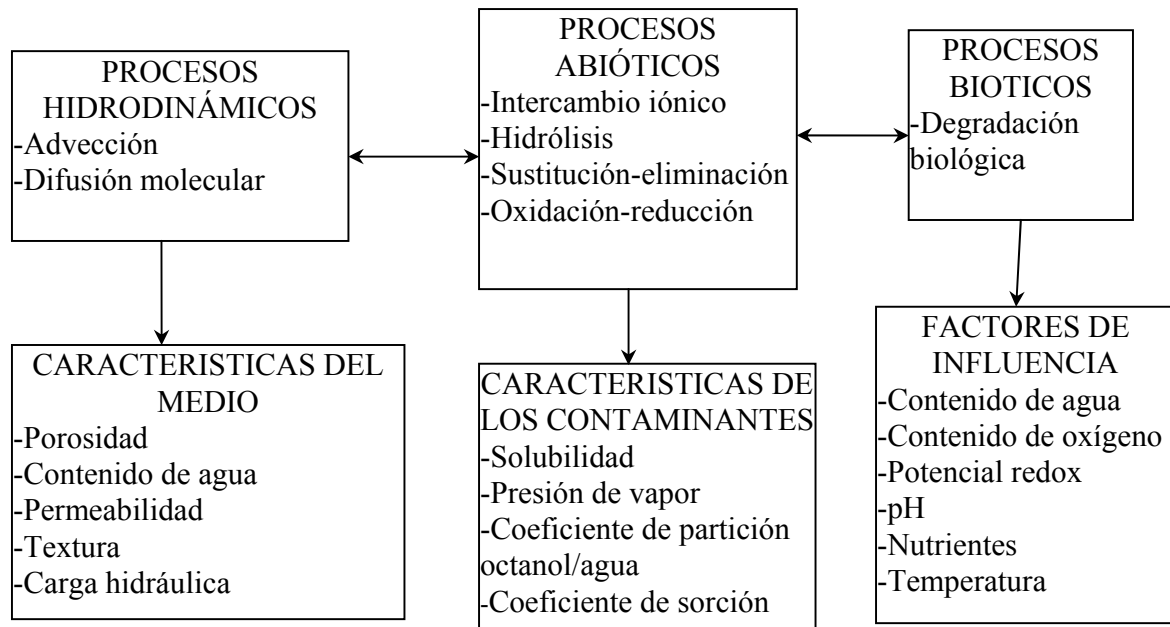 PROCESOS
HIDRODINÁMICOS
-Advección
-Difusión molecular
PROCESOS
ABIÓTICOS
-Intercambio iónico
-Hidrólisis
-Sustitución-eliminación
-Oxidación-reducción
PROCESOS
BIOTICOS
-Degradación
biológica
CARACTERISTICAS DEL
MEDIO
-Porosidad
-Contenido de agua
-Permeabilidad
-Textura
-Carga hidráulica
CARACTERISTICAS DE
LOS CONTAMINANTES
-Solubilidad
-Presión de vapor
-Coeficiente de partición
octanol/agua
-Coeficiente de sorción
FACTORES DE
INFLUENCIA
-Contenido de agua
-Contenido de oxígeno
-Potencial redox
-pH
-Nutrientes
-Temperatura